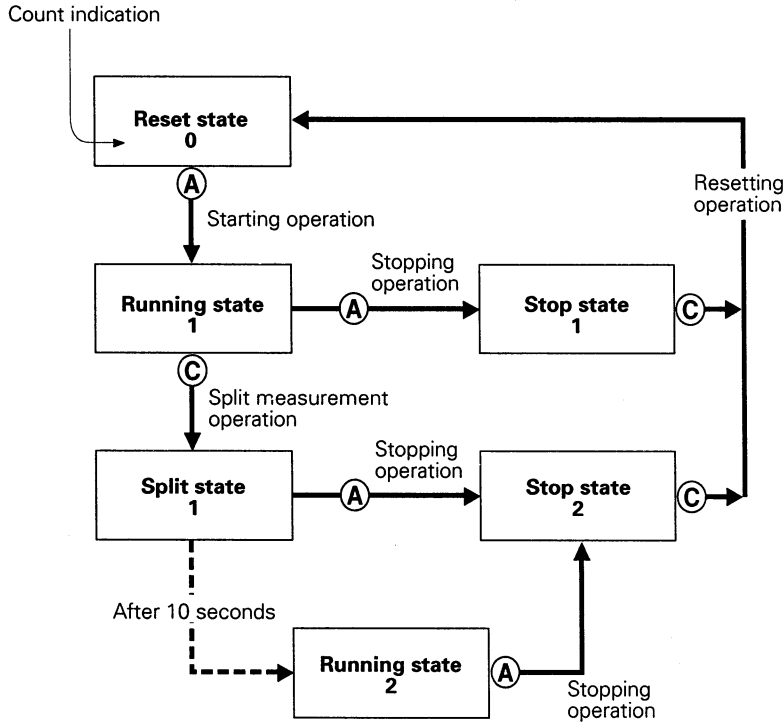 Count indication
Reset state
0
A
Starting operation
Resetting
operation
Running state
1
A
Stopping
operation
Stop state
1
C
C
Split measurement
operation
Split state
1
A
Stopping
operation
Stop state
2
C
After 10 seconds
Running state
2
A
Stopping
operation